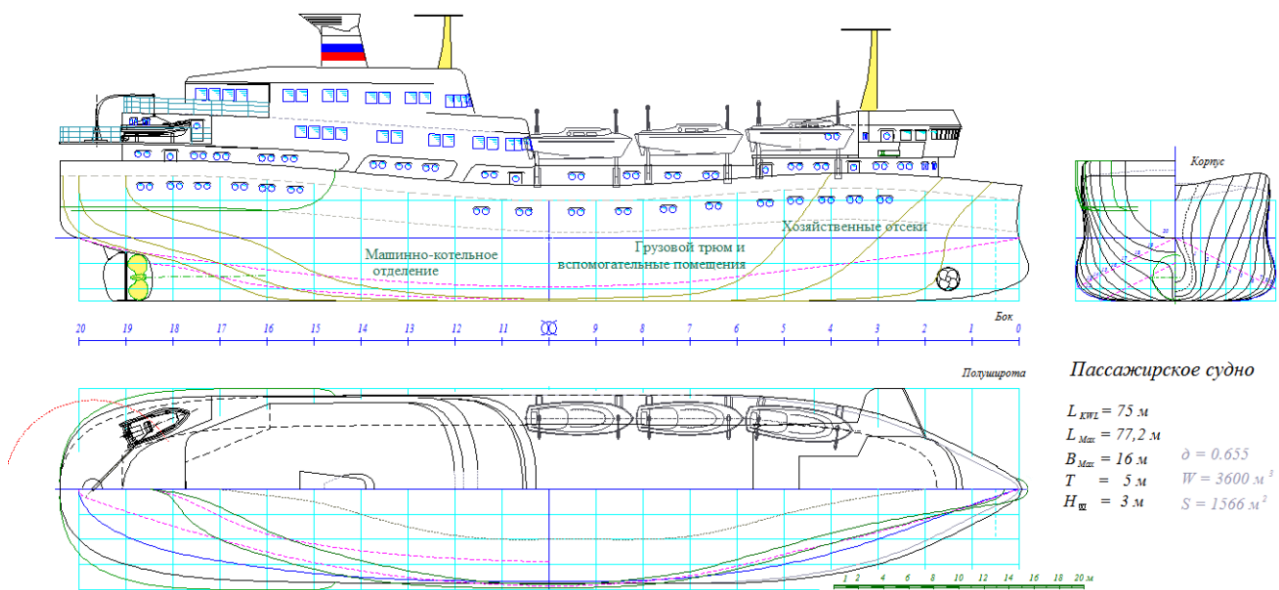 Корпус
Хозяйственные отсеки
Грузовой трюм и
вспомогательные помещения
Машинно-котельное
отделение
Бок
20 19 18 17 16 15 14 13 12 11 10 9 8 7 6 5 4 3 2 1 0
Полуширота
Пассажирское судно
L KWL = 75 м
L Max = 77,2 м
B Max = 16 м
T = 5 м
H = 3 м
∂ = 0.655
W = 3600 м³
S = 1566 м²
1 2 4 6 8 10 12 14 16 18 20 м